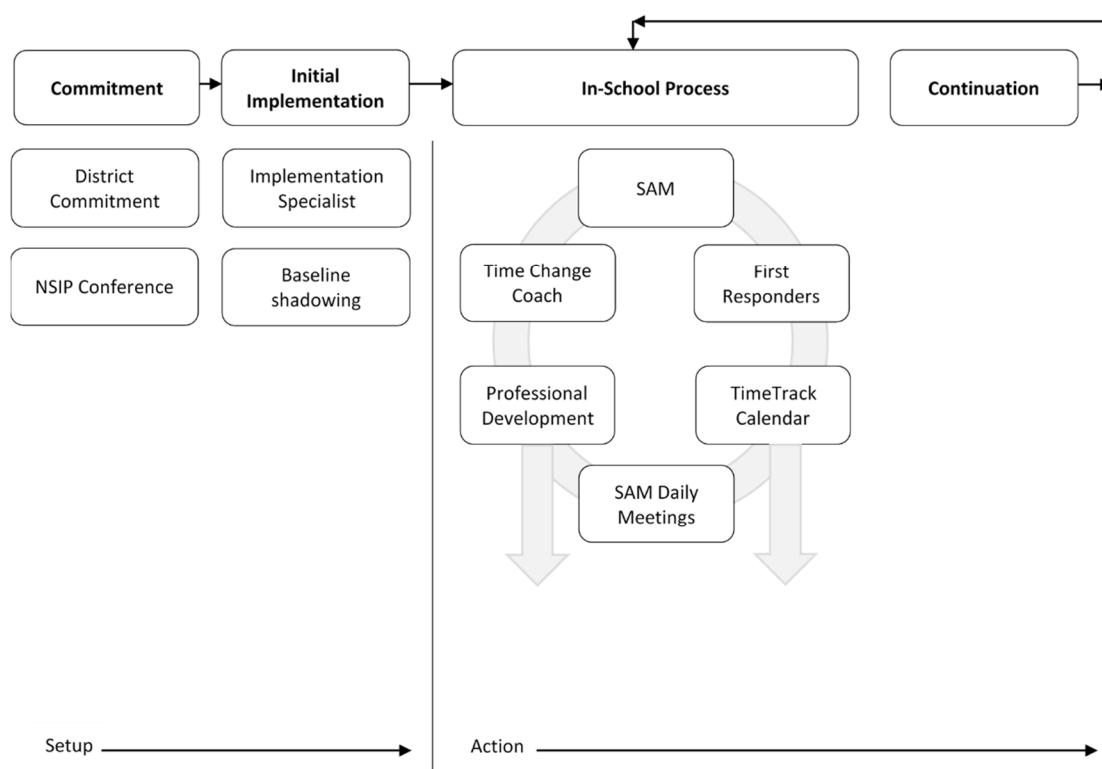 Commitment
Initial
Implementation
In-School Process
Continuation
District
Commitment
Implementation
Specialist
SAM
NSIP Conference
Baseline
shadowing
Time Change
Coach
First
Responders
Professional
Development
TimeTrack
Calendar
SAM Daily
Meetings
Setup
Action